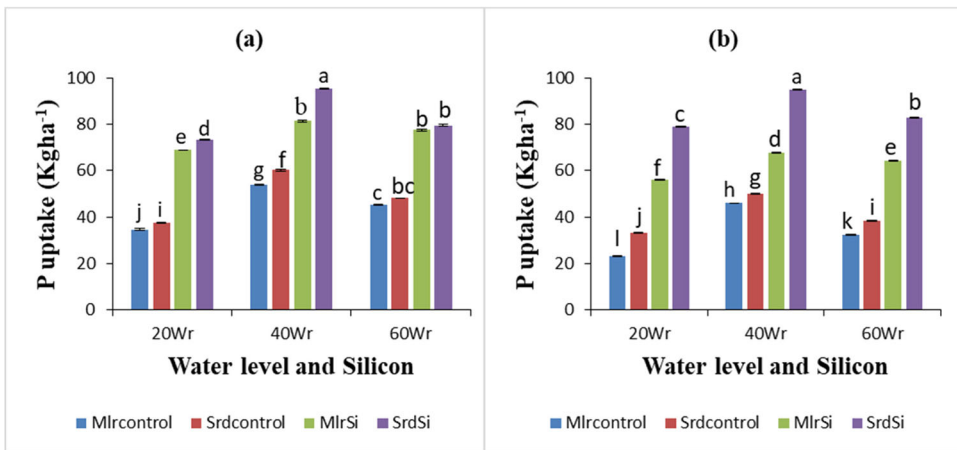 (a)
P uptake (Kgha-1)
100
80
60
40
20
0
j i e d
g f b a
c bc b b
20Wr 40Wr 60Wr
Water level and Silicon
Mlrcontrol Srdcontrol MlrSi SrdSi
(b)
P uptake (Kgha-1)
100
80
60
40
20
0
l j f c
h g d a
k i e b
20Wr 40Wr 60Wr
Water level and Silicon
Mlrcontrol Srdcontrol MlrSi SrdSi